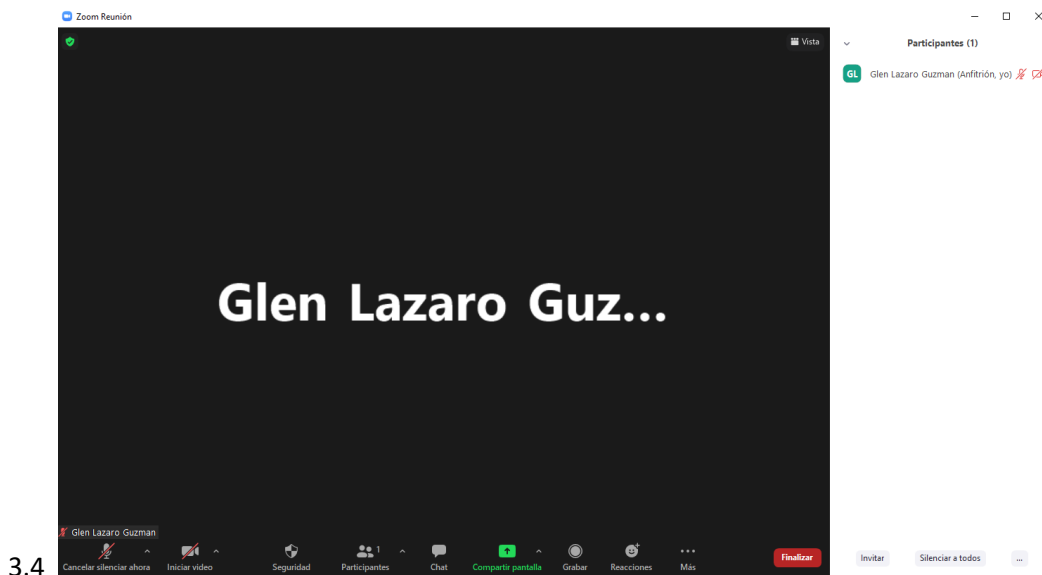 Zoom Reunión
Vista
Participantes (1)
GL Glen Lazaro Guzman (Anfitrión, yo)
Glen Lazaro Guz...
Glen Lazaro Guzman
3.4
Cancelar silenciar ahora Iniciar video Seguridad Participantes 1 Chat Compartir pantalla Grabar Reacciones Más Finalizar
Invitar Silenciar a todos ...